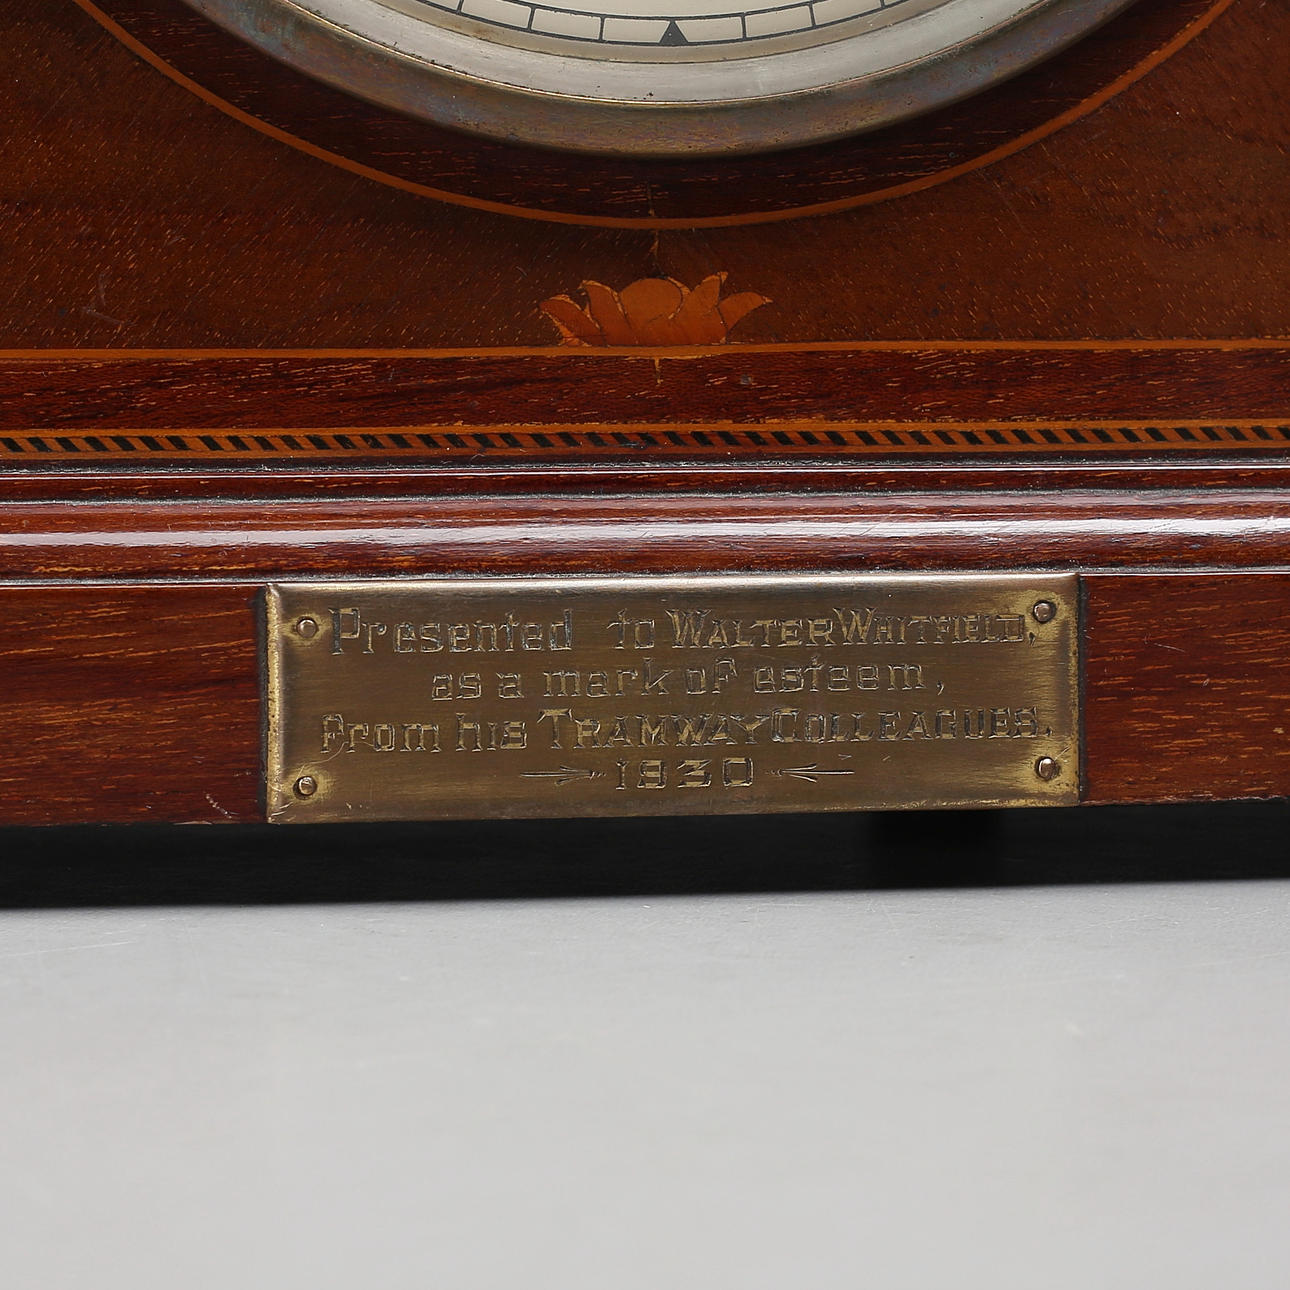 Presented to WALTER WHITFIELD,
as a mark of esteem,
From his TRAMWAY COLLEAGUES.
1930